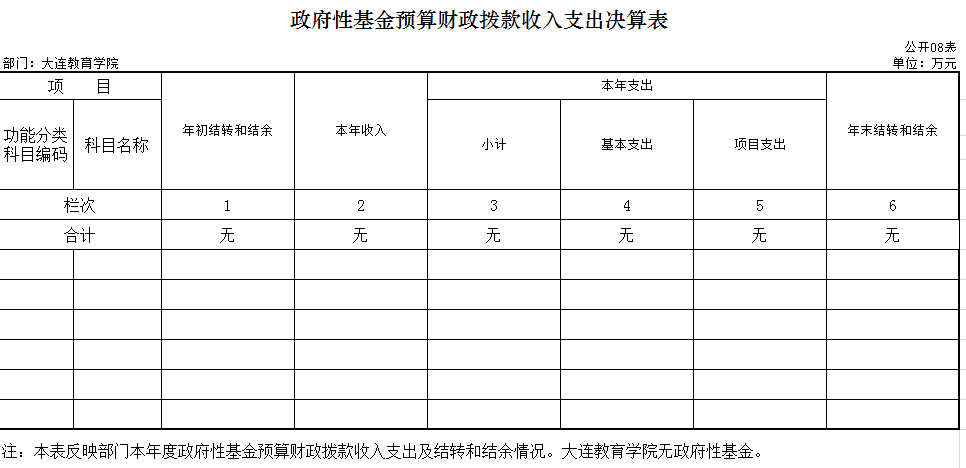 政府性基金预算财政拨款收入支出决算表
公开08表
部门：大连教育学院 单位：万元
项 目 年初结转和结余 本年收入 本年支出 年末结转和结余
功能分类科目编码 科目名称 小计 基本支出 项目支出
栏次 1 2 3 4 5 6
合计 无 无 无 无 无 无
注：本表反映部门本年度政府性基金预算财政拨款收入支出及结转和结余情况。大连教育学院无政府性基金。